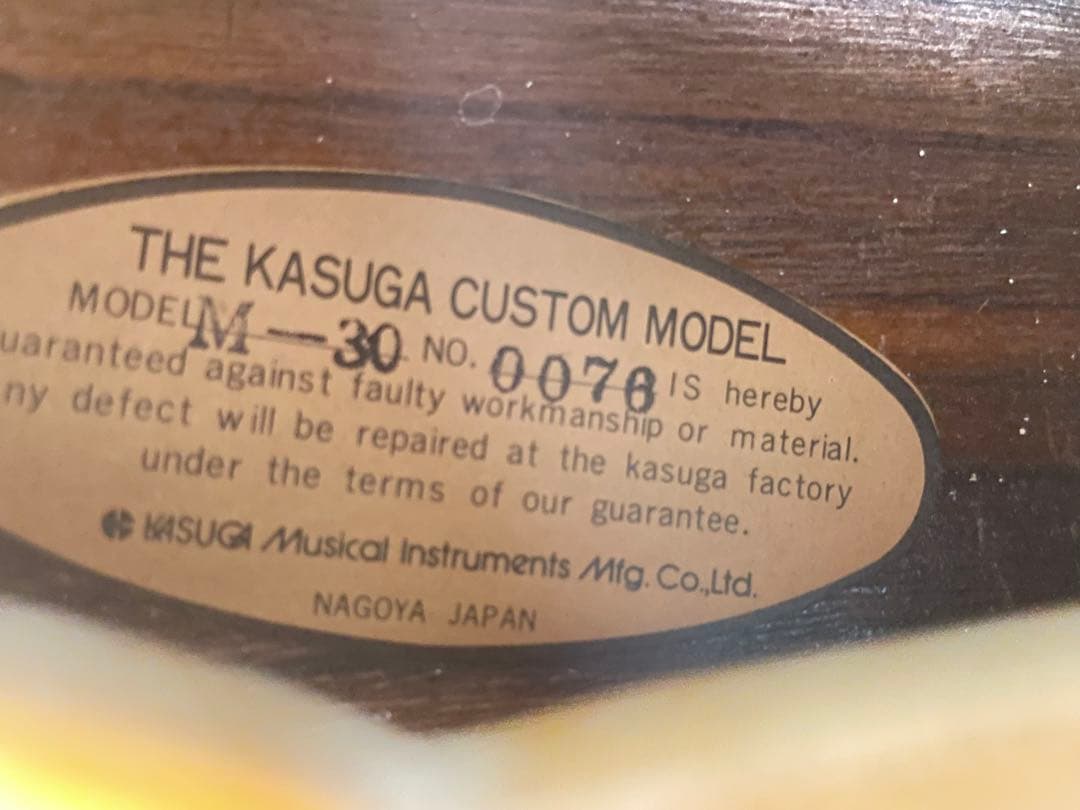 THE KASUGA CUSTOM MODEL
MODEL M-30 NO. 0076 IS hereby
uaranteed against faulty workmanship or material.
ny defect will be repaired at the kasuga factory
under the terms of our guarantee.
KASUGA Musical Instruments Mfg. Co.,Ltd.
NAGOYA JAPAN